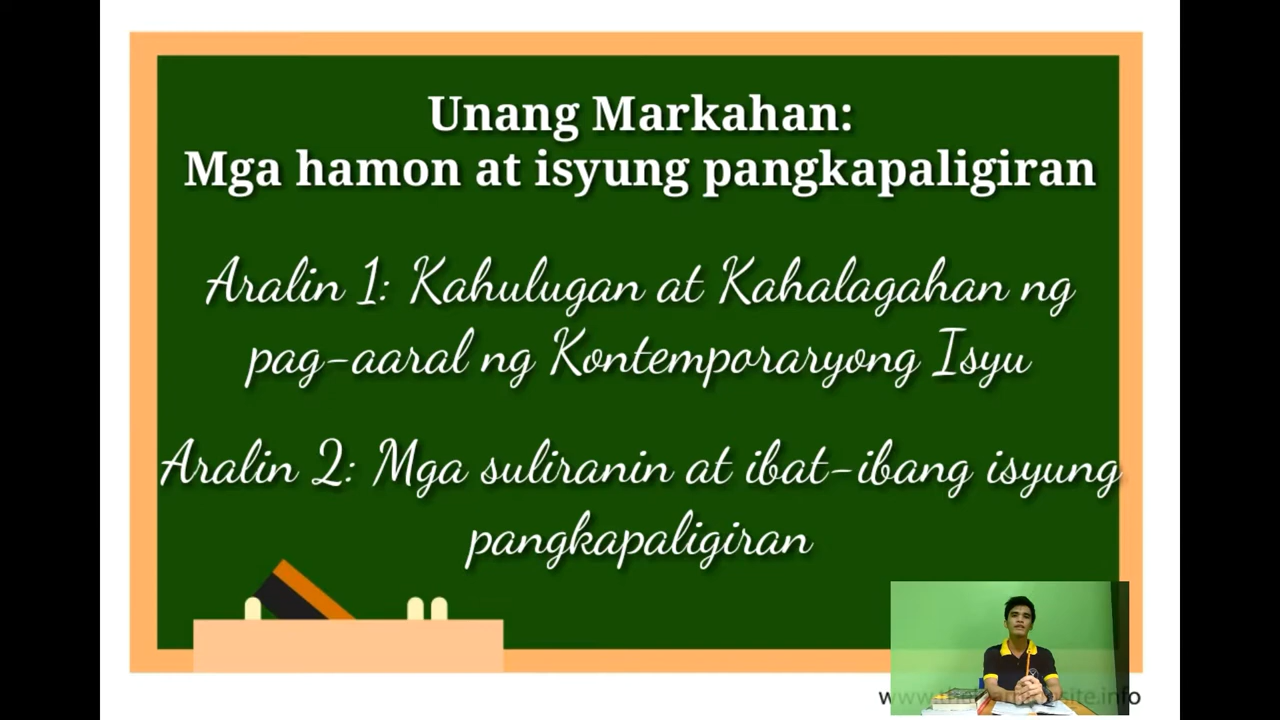 Unang Markahan:
Mga hamon at isyung pangkapaligiran
Aralin 1: Kahulugan at Kahalagahan ng
pag-aaral ng Kontemporaryong Isyu
Aralin 2: Mga suliranin at ibat-ibang isyung
pangkapaligiran